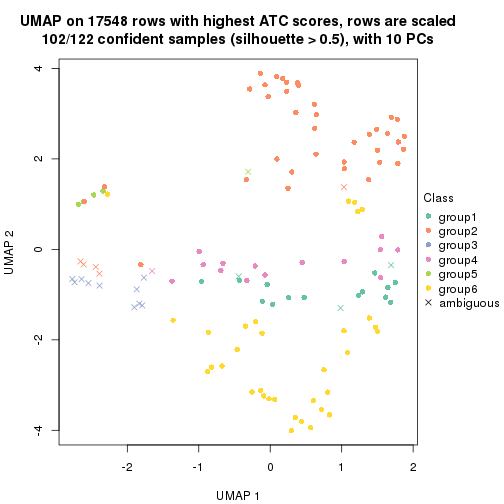 UMAP on 17548 rows with highest ATC scores, rows are scaled
102/122 confident samples (silhouette > 0.5), with 10 PCs
4
2
0
-2
-4
UMAP 2
-2
-1
0
1
2
UMAP 1
Class
group1
group2
group3
group4
group5
group6
ambiguous